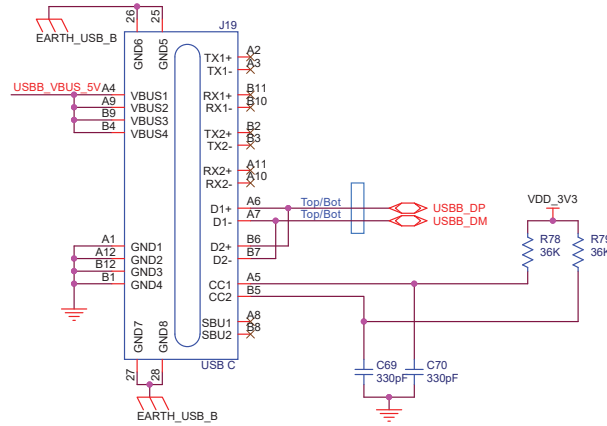 26
25
J19
EARTH_USB_B
GND6
GND5
TX1+ A2
TX1- A3
USBB_VBUS_5V A4 VBUS1
A9 VBUS2
B9 VBUS3
B4 VBUS4
RX1+ B11
RX1- B10
TX2+ B2
TX2- B3
RX2+ A11
RX2- A10
D1+ A6 Top/Bot USBB_DP
D1- A7 Top/Bot USBB_DM
VDD_3V3
D2+ B6
D2- B7
R78
36K
R79
36K
A1 GND1
A12 GND2
B12 GND3
B1 GND4
CC1 A5
CC2 B5
SBU1 A8
SBU2 B8
GND7
GND8
USB C
27
28
C69
330pF
C70
330pF
EARTH_USB_B